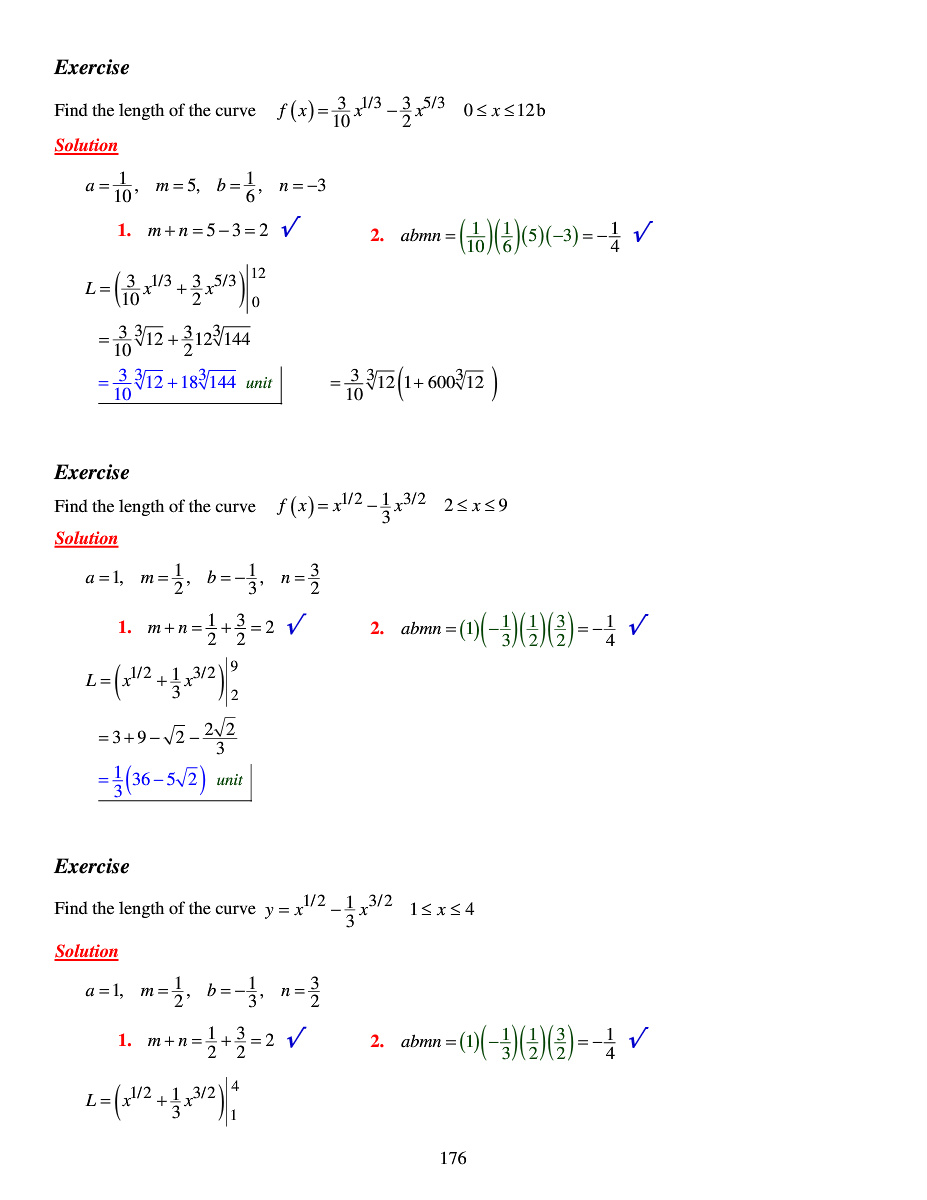 Exercise
Find the length of the curve f(x) = 3/10 x^1/3 − 3/2 x^5/3 0 ≤ x ≤ 12b
Solution
a = 1/10, m = 5, b = 1/6, n = −3
1. m + n = 5 − 3 = 2 √ 2. abmn = (1/10)(1/6)(5)(−3) = −1/4 √
L = (3/10 x^1/3 + 3/2 x^5/3)|_0^12
= 3/10 ∛12 + 3/2 12∛144
= 3/10 ∛12 + 18∛144 unit = 3/10 ∛12 (1 + 600∛12)
Exercise
Find the length of the curve f(x) = x^1/2 − 1/3 x^3/2 2 ≤ x ≤ 9
Solution
a = 1, m = 1/2, b = −1/3, n = 3/2
1. m + n = 1/2 + 3/2 = 2 √ 2. abmn = (1)(−1/3)(1/2)(3/2) = −1/4 √
L = (x^1/2 + 1/3 x^3/2)|_2^9
= 3 + 9 − √2 − 2√2/3
= 1/3 (36 − 5√2) unit
Exercise
Find the length of the curve y = x^1/2 − 1/3 x^3/2 1 ≤ x ≤ 4
Solution
a = 1, m = 1/2, b = −1/3, n = 3/2
1. m + n = 1/2 + 3/2 = 2 √ 2. abmn = (1)(−1/3)(1/2)(3/2) = −1/4 √
L = (x^1/2 + 1/3 x^3/2)|_1^4
176